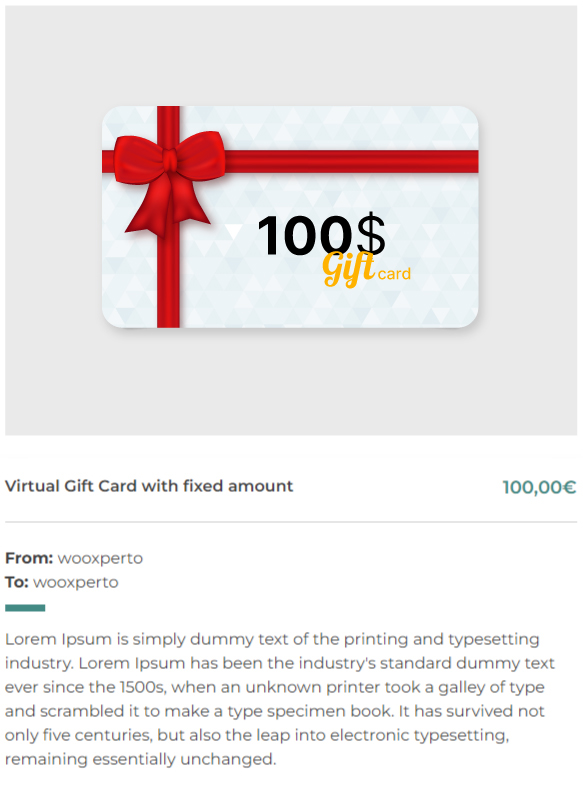 100$
Gift card
Virtual Gift Card with fixed amount 100,00€
From: wooxperto
To: wooxperto
Lorem Ipsum is simply dummy text of the printing and typesetting
industry. Lorem Ipsum has been the industry's standard dummy text
ever since the 1500s, when an unknown printer took a galley of type
and scrambled it to make a type specimen book. It has survived not
only five centuries, but also the leap into electronic typesetting,
remaining essentially unchanged.